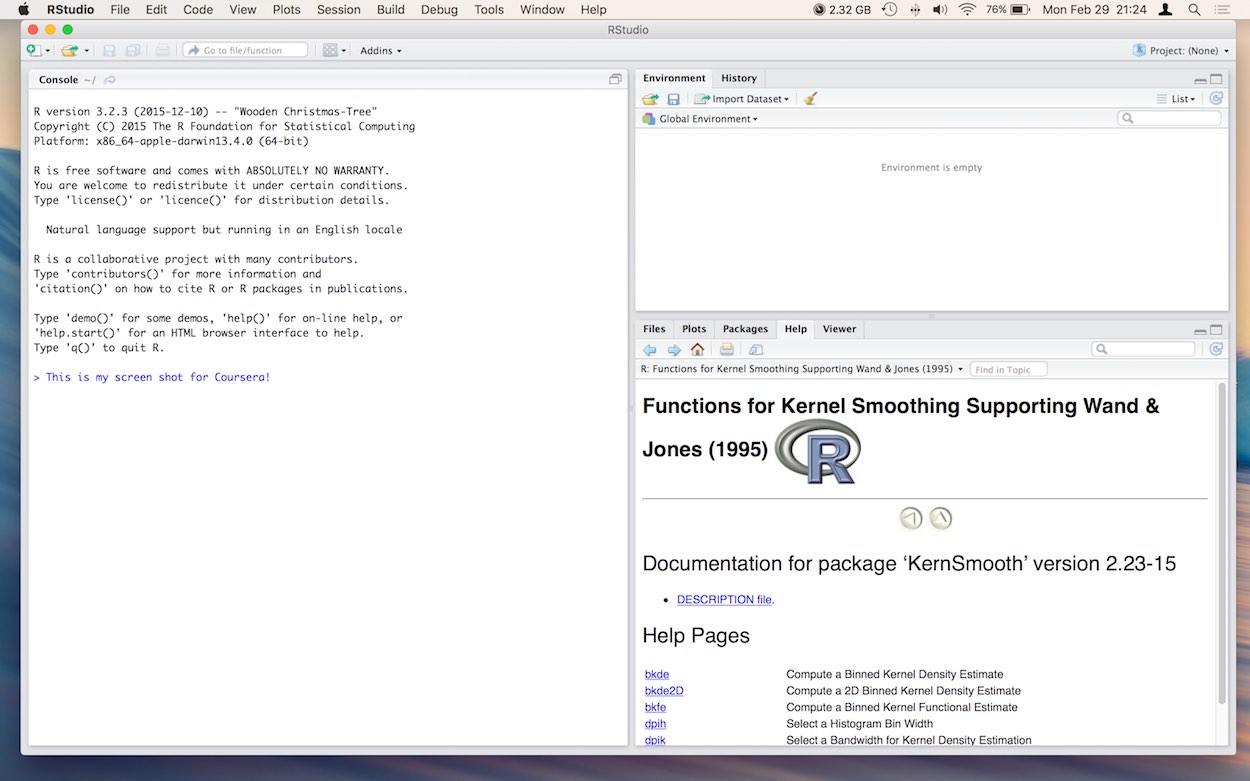 RStudio File Edit Code View Plots Session Build Debug Tools Window Help 2.32 GB 76% Mon Feb 29 21:24
RStudio
Go to file/function Addins Project: (None)
Console ~/
R version 3.2.3 (2015-12-10) -- "Wooden Christmas-Tree"
Copyright (C) 2015 The R Foundation for Statistical Computing
Platform: x86_64-apple-darwin13.4.0 (64-bit)
R is free software and comes with ABSOLUTELY NO WARRANTY.
You are welcome to redistribute it under certain conditions.
Type 'license()' or 'licence()' for distribution details.
Natural language support but running in an English locale
R is a collaborative project with many contributors.
Type 'contributors()' for more information and
'citation()' on how to cite R or R packages in publications.
Type 'demo()' for some demos, 'help()' for on-line help, or
'help.start()' for an HTML browser interface to help.
Type 'q()' to quit R.
> This is my screen shot for Coursera!
Environment History
Import Dataset List
Global Environment
Environment is empty
Files Plots Packages Help Viewer
R: Functions for Kernel Smoothing Supporting Wand & Jones (1995) Find in Topic
Functions for Kernel Smoothing Supporting Wand &
Jones (1995) R
Documentation for package ‘KernSmooth’ version 2.23-15
• DESCRIPTION file.
Help Pages
bkde Compute a Binned Kernel Density Estimate
bkde2D Compute a 2D Binned Kernel Density Estimate
bkfe Compute a Binned Kernel Functional Estimate
dpih Select a Histogram Bin Width
dpik Select a Bandwidth for Kernel Density Estimation